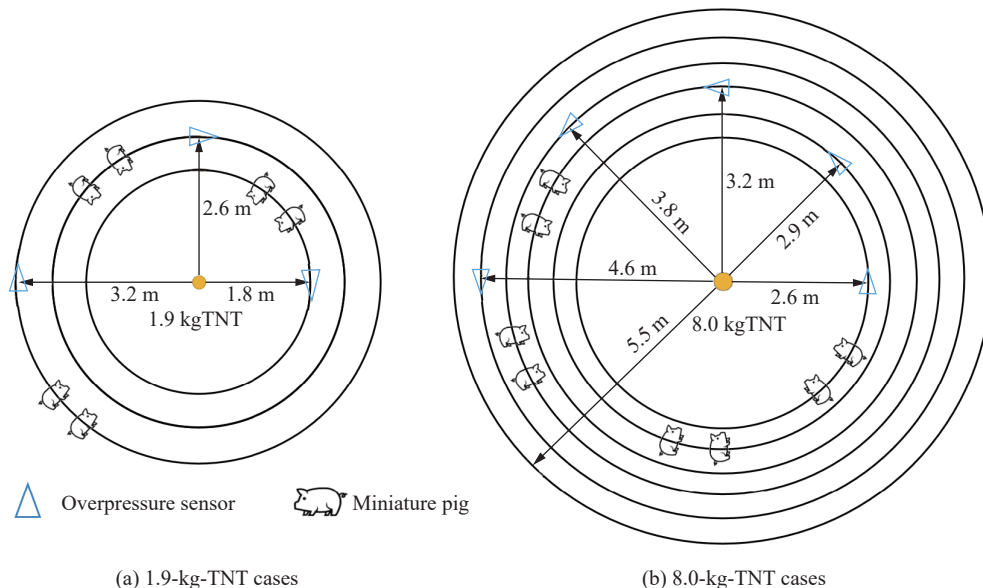 2.6 m
3.2 m
1.8 m
1.9 kgTNT
3.8 m
3.2 m
2.9 m
4.6 m
2.6 m
8.0 kgTNT
5.5 m
Overpressure sensor
Miniature pig
(a) 1.9-kg-TNT cases
(b) 8.0-kg-TNT cases